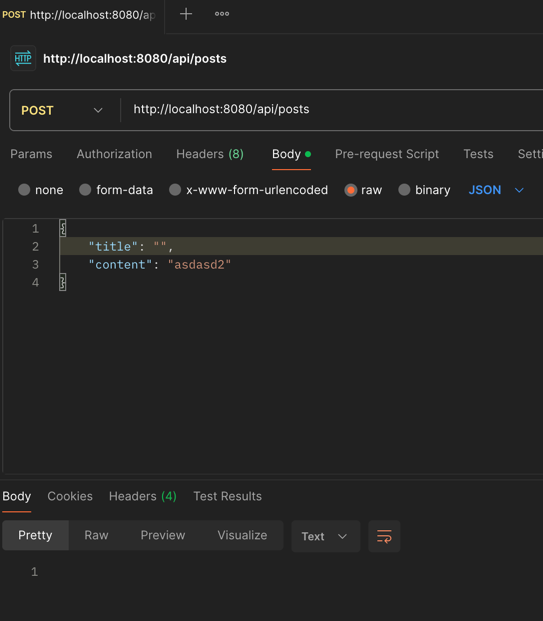 POST http://localhost:8080/ap
HTTP http://localhost:8080/api/posts
POST http://localhost:8080/api/posts
Params Authorization Headers (8) Body Pre-request Script Tests Setti
none form-data x-www-form-urlencoded raw binary JSON
1 {
2 "title": "",
3 "content": "asdasd2"
4 }
Body Cookies Headers (4) Test Results
Pretty Raw Preview Visualize Text
1